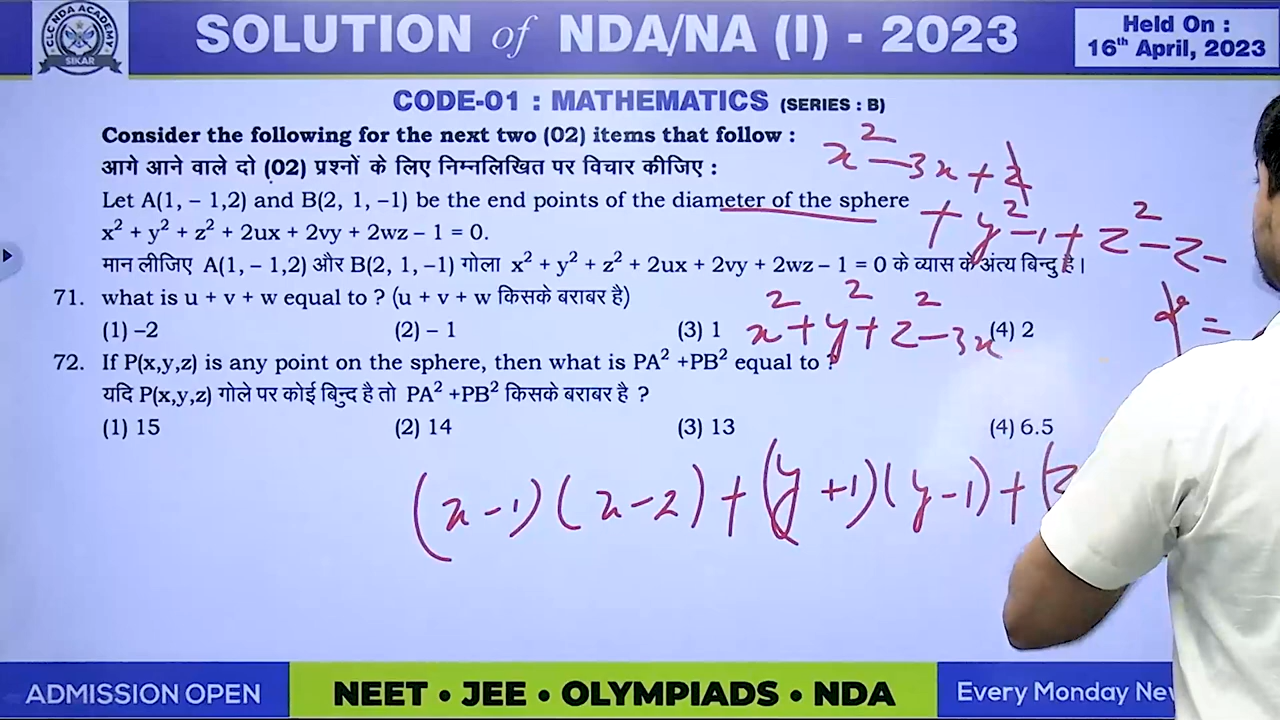 CLC NDA ACADEMY
SIKAR
SOLUTION of NDA/NA (I) - 2023
Held On :
16th April, 2023
CODE-01 : MATHEMATICS (SERIES : B)
Consider the following for the next two (02) items that follow :
आगे आने वाले दो (02) प्रश्नों के लिए निम्नलिखित पर विचार कीजिए :
x² - 3x + 2
Let A(1, – 1,2) and B(2, 1, –1) be the end points of the diameter of the sphere
+ y² - 1 + z² - z -
x² + y² + z² + 2ux + 2vy + 2wz – 1 = 0.
मान लीजिए A(1, – 1,2) और B(2, 1, –1) गोला x² + y² + z² + 2ux + 2vy + 2wz – 1 = 0 के व्यास के अंत्य बिन्दु है।
71. what is u + v + w equal to ? (u + v + w किसके बराबर है)
(1) –2 (2) – 1 (3) 1 (4) 2
x² + y² + z² - 3x
72. If P(x,y,z) is any point on the sphere, then what is PA² +PB² equal to ?
यदि P(x,y,z) गोले पर कोई बिन्द है तो PA² +PB² किसके बराबर है ?
(1) 15 (2) 14 (3) 13 (4) 6.5
(x-1)(x-2)+(y+1)(y-1)+(z
ADMISSION OPEN
NEET • JEE • OLYMPIADS • NDA
Every Monday